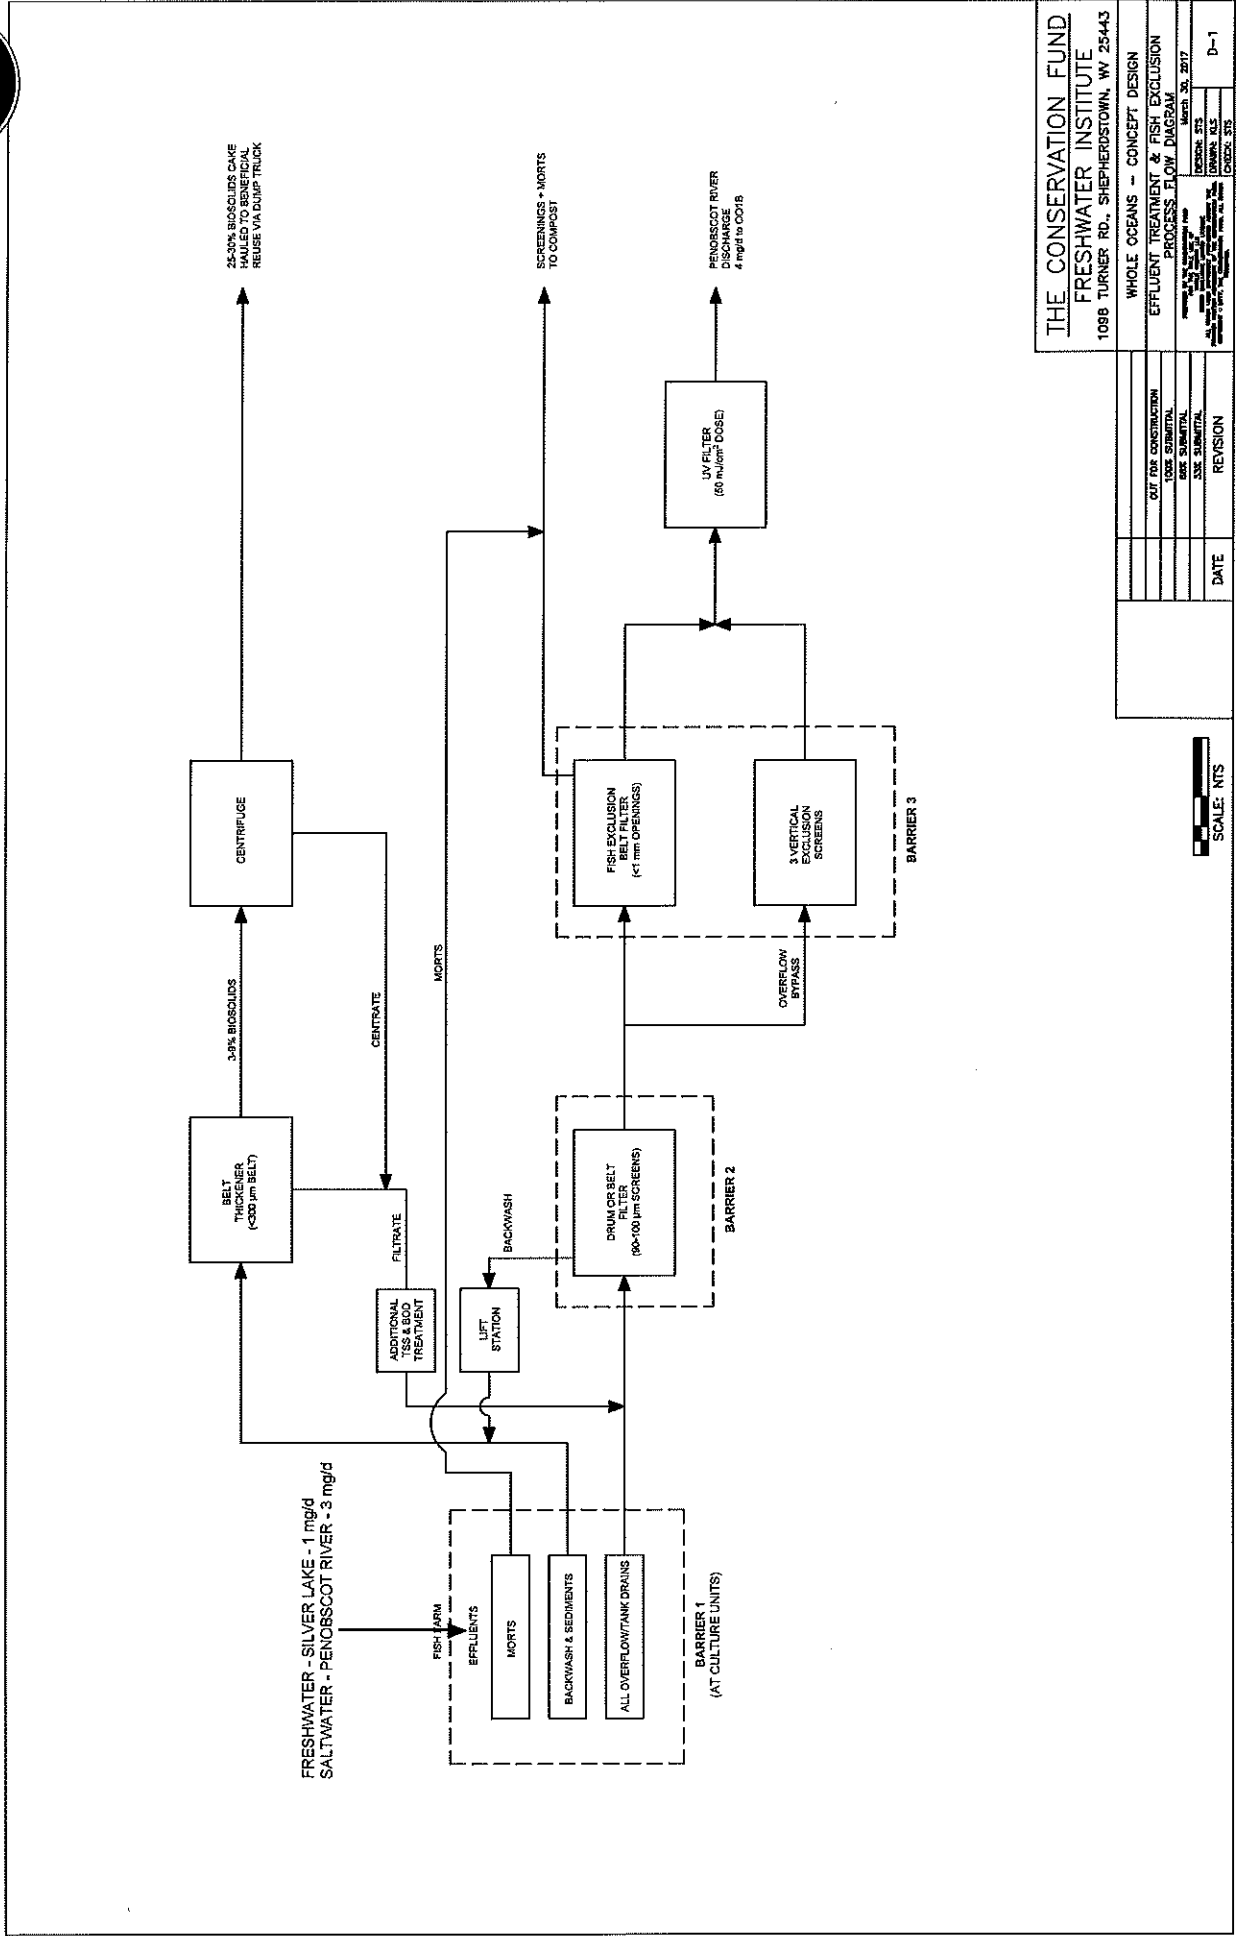 25-30% BIOSOLIDS CAKE
HAULED TO BENEFICIAL
REUSE VIA DUMP TRUCK
CENTRIFUGE
3-9% BIOSOLIDS
CENTRATE
BELT
THICKENER
(<300 µm BELT)
FILTRATE
ADDITIONAL
TSS & BOD
TREATMENT
SCREENINGS + MORTS
TO COMPOST
MORTS
BACKWASH
LIFT
STATION
FRESHWATER - SILVER LAKE - 1 mg/d
SALTWATER - PENOBSCOT RIVER - 3 mg/d
FISH FARM
EFFLUENTS
MORTS
BACKWASH & SEDIMENTS
ALL OVERFLOW/TANK DRAINS
BARRIER 1
(AT CULTURE UNITS)
DRUM OR BELT
FILTER
(90-100 µm SCREENS)
BARRIER 2
FISH EXCLUSION
BELT FILTER
(<1 mm OPENINGS)
OVERFLOW
BYPASS
3 VERTICAL
EXCLUSION
SCREENS
BARRIER 3
UV FILTER
(50 mJ/cm² DOSE)
PENOBSCOT RIVER
DISCHARGE
4 mg/d to 001B
SCALE: NTS
THE CONSERVATION FUND
FRESHWATER INSTITUTE
1098 TURNER RD., SHEPHERDSTOWN, WV 25443
WHOLE OCEANS - CONCEPT DESIGN
EFFLUENT TREATMENT & FISH EXCLUSION
PROCESS FLOW DIAGRAM
March 30, 2017
DESIGN: STS
DRAWN: KLS
CHECK: STS
D-1
OUT FOR CONSTRUCTION
100% SUBMITTAL
66% SUBMITTAL
33% SUBMITTAL
DATE
REVISION